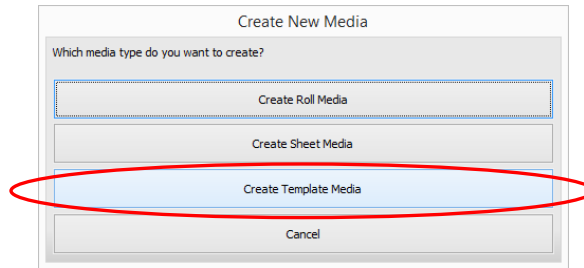 Create New Media
Which media type do you want to create?
Create Roll Media
Create Sheet Media
Create Template Media
Cancel